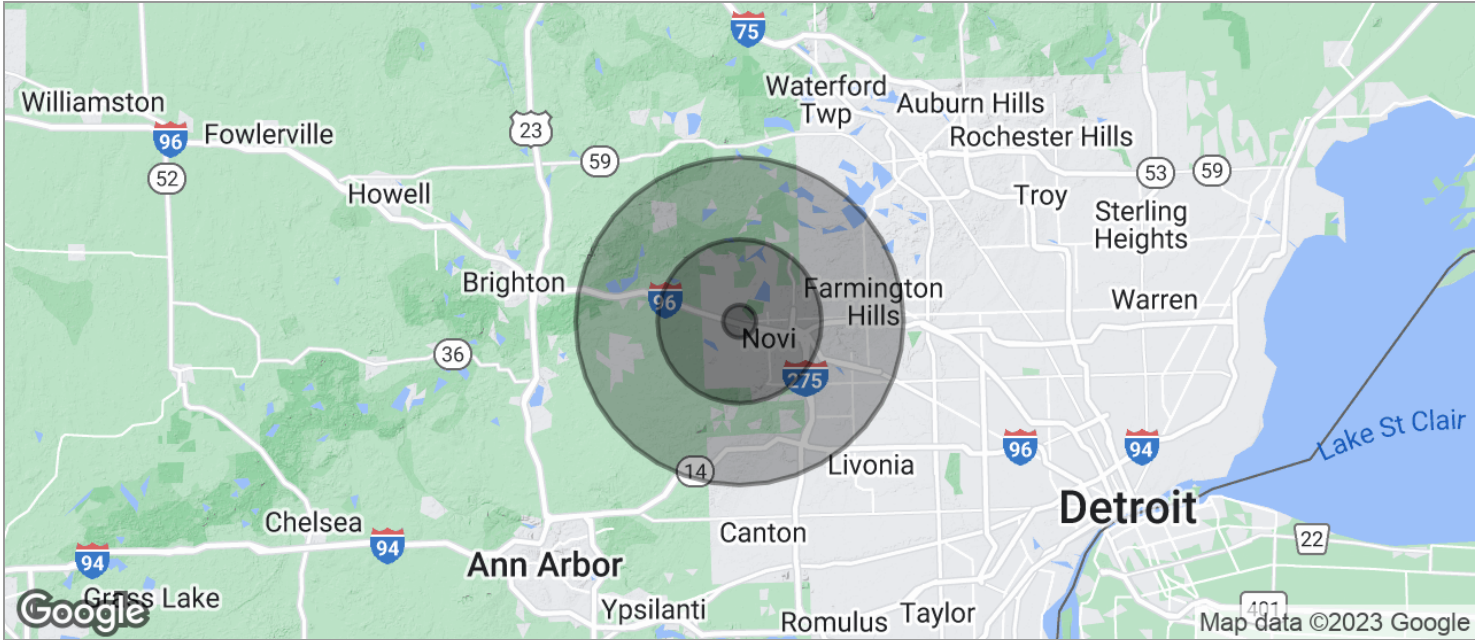 75
Waterford
Twp
Auburn Hills
Williamston
96
Fowlerville
23
59
Rochester Hills
52
53
59
Howell
Troy
Sterling
Heights
Brighton
96
Farmington
Hills
Warren
Novi
36
275
14
Livonia
96
94
Lake St Clair
Detroit
Chelsea
94
Canton
22
94
Ann Arbor
Grass Lake
Google
Ypsilanti
Romulus
Taylor
401
Map data ©2023 Google